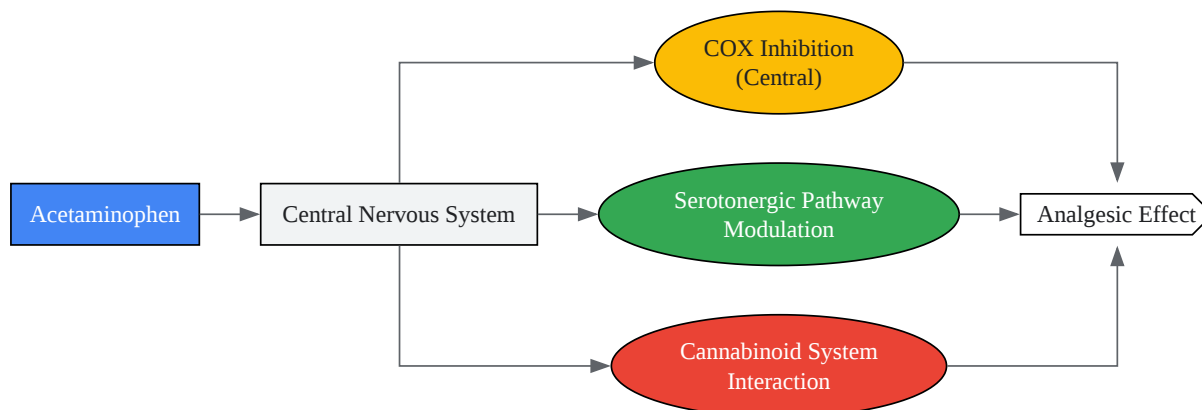 Acetaminophen
Central Nervous System
COX Inhibition
(Central)
Serotonergic Pathway
Modulation
Cannabinoid System
Interaction
Analgesic Effect